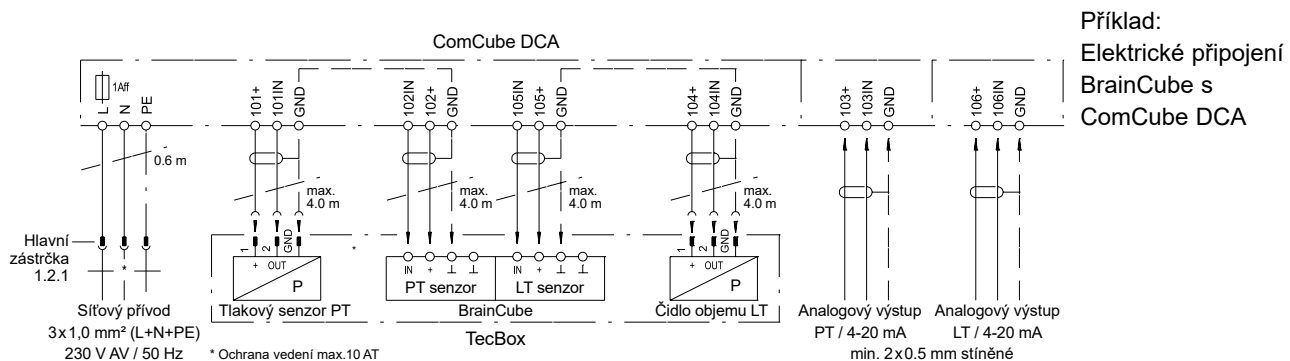 Příklad:
Elektrické připojení
BrainCube s
ComCube DCA
ComCube DCA
1Aff
L
N
PE
101+
101IN
GND
102IN
102+
GND
105IN
105+
GND
104+
104IN
GND
103+
103IN
GND
106+
106IN
GND
0.6 m
max.
4.0 m
max.
4.0 m
max.
4.0 m
max.
4.0 m
Hlavní
zástrčka
1.2.1
*
1
2
GND
*
+ OUT
P
IN + ⊥ ⊥
PT senzor
IN + ⊥ ⊥
LT senzor
1
2
GND
+ OUT
P
Síťový přívod
3x1,0 mm² (L+N+PE)
230 V AV / 50 Hz
Tlakový senzor PT
BrainCube
Čidlo objemu LT
TecBox
* Ochrana vedení max.10 AT
Analogový výstup
PT / 4-20 mA
Analogový výstup
LT / 4-20 mA
min. 2x0.5 mm stíněné